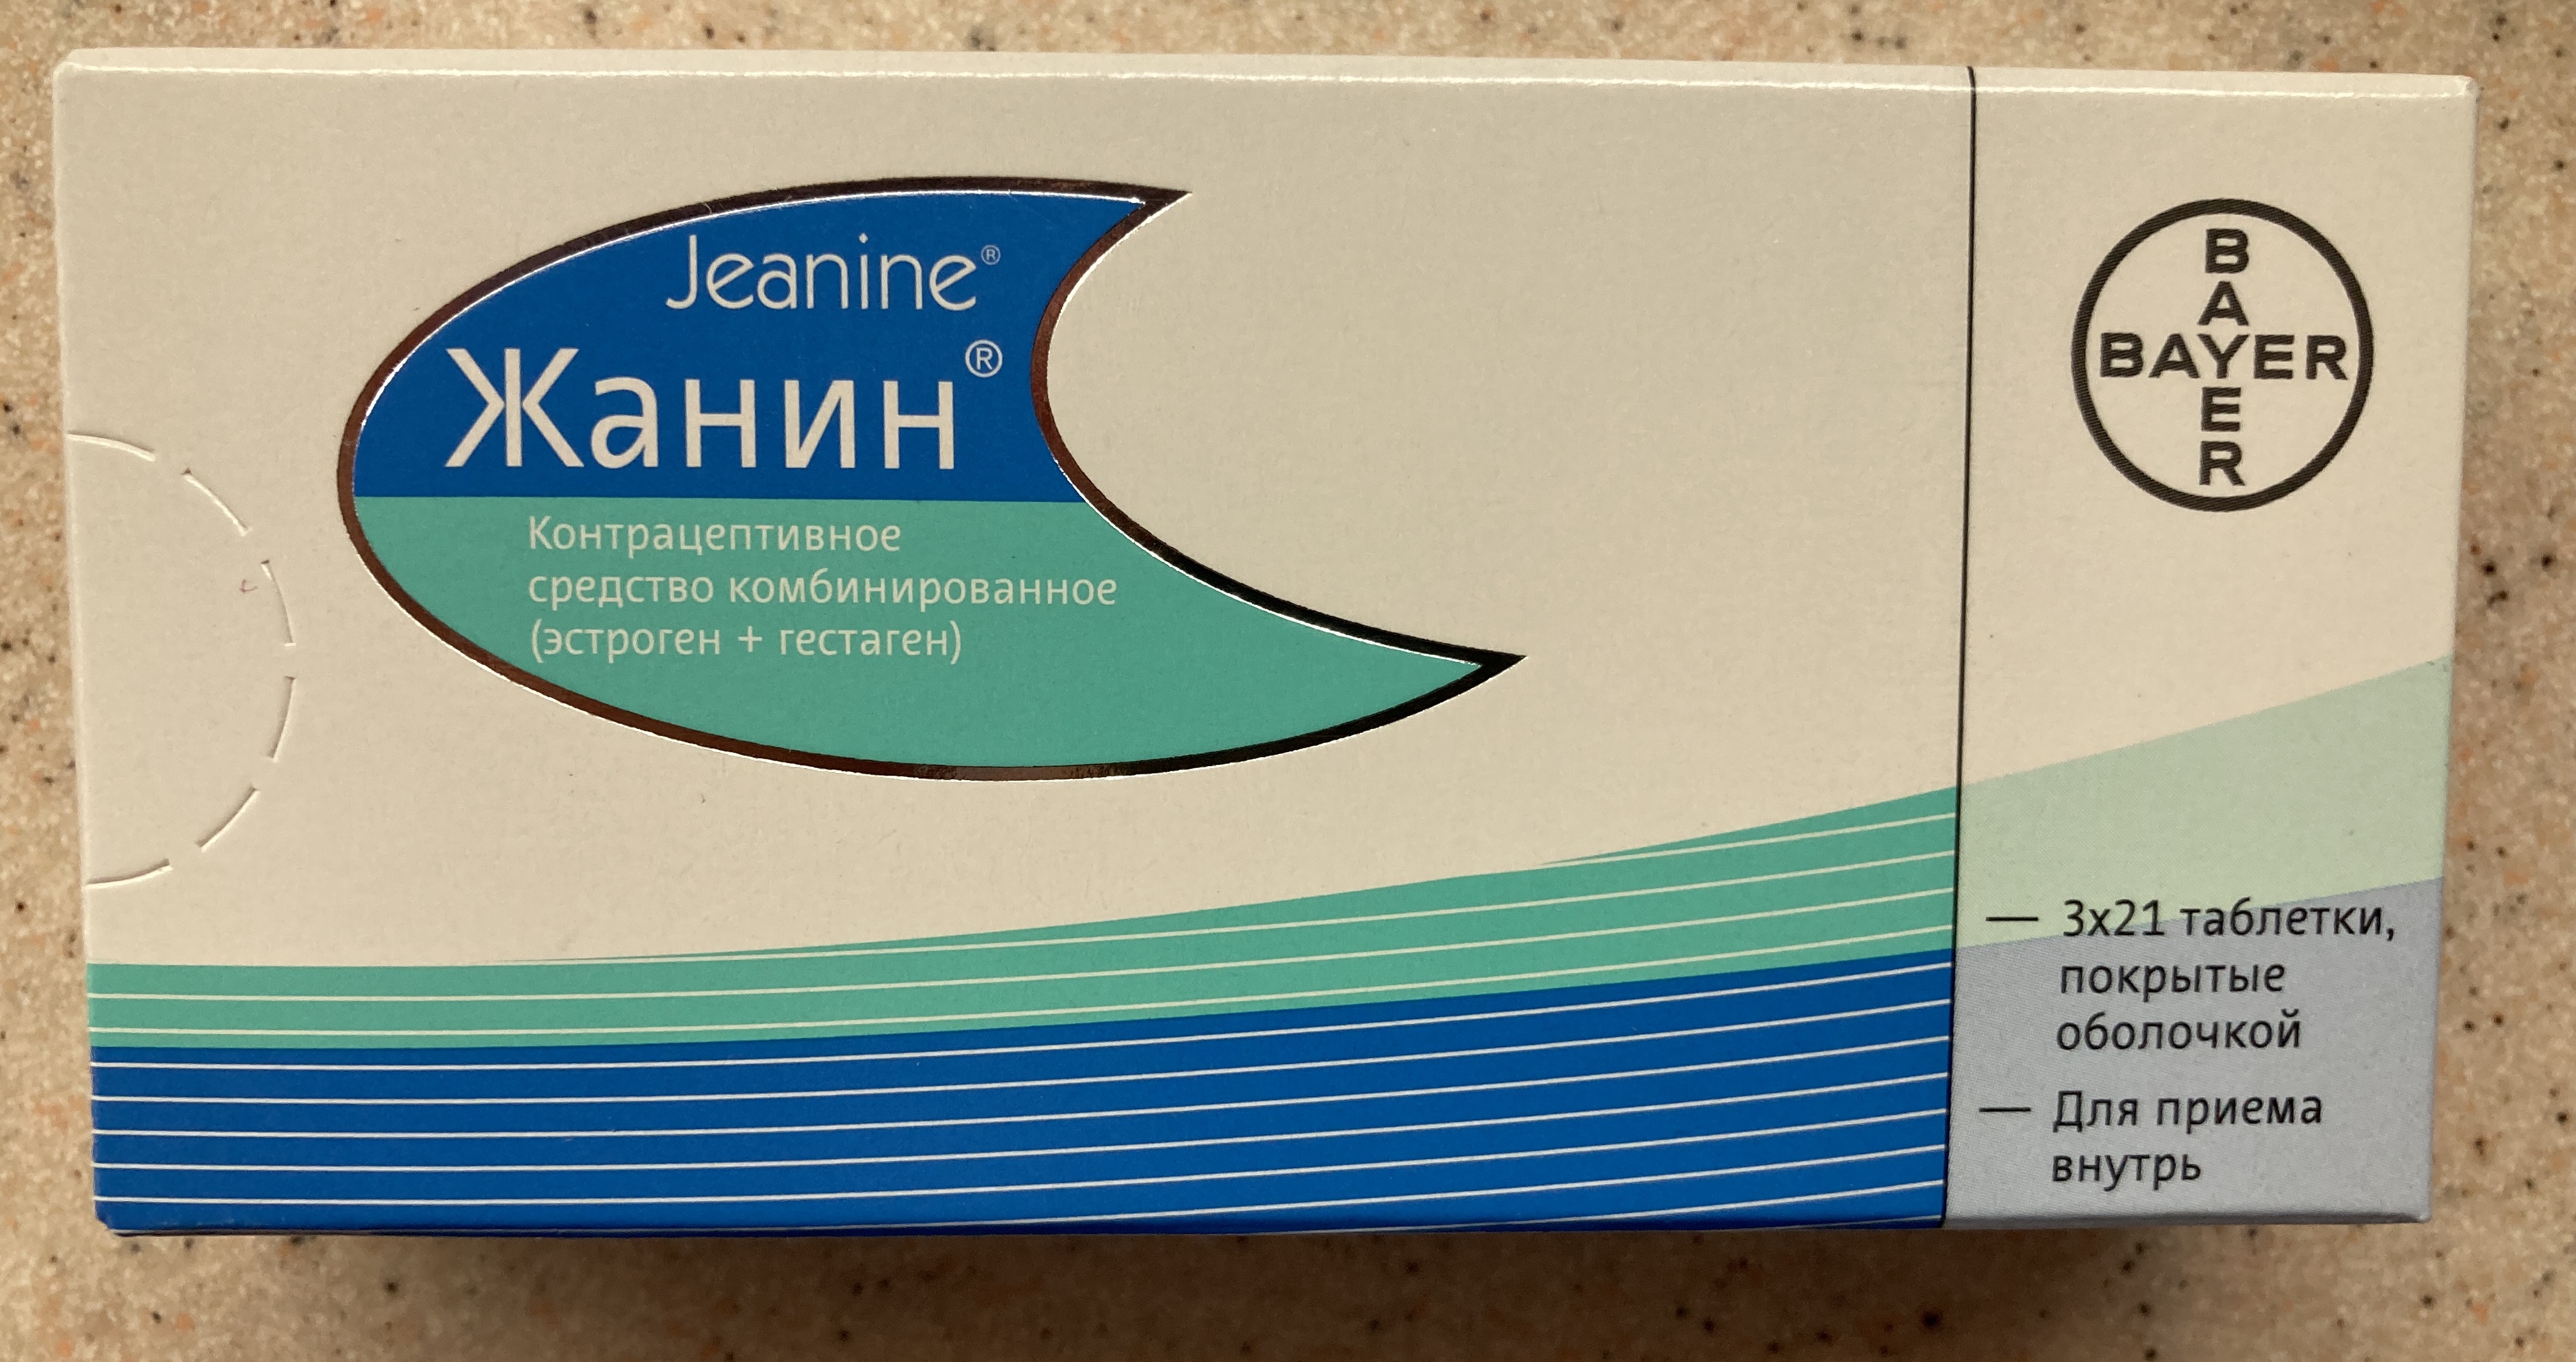 Jeanine®
Жанин®
Контрацептивное
средство комбинированное
(эстроген + гестаген)
BAYER
BAYER
— 3x21 таблетки,
покрытые
оболочкой
— Для приема
внутрь